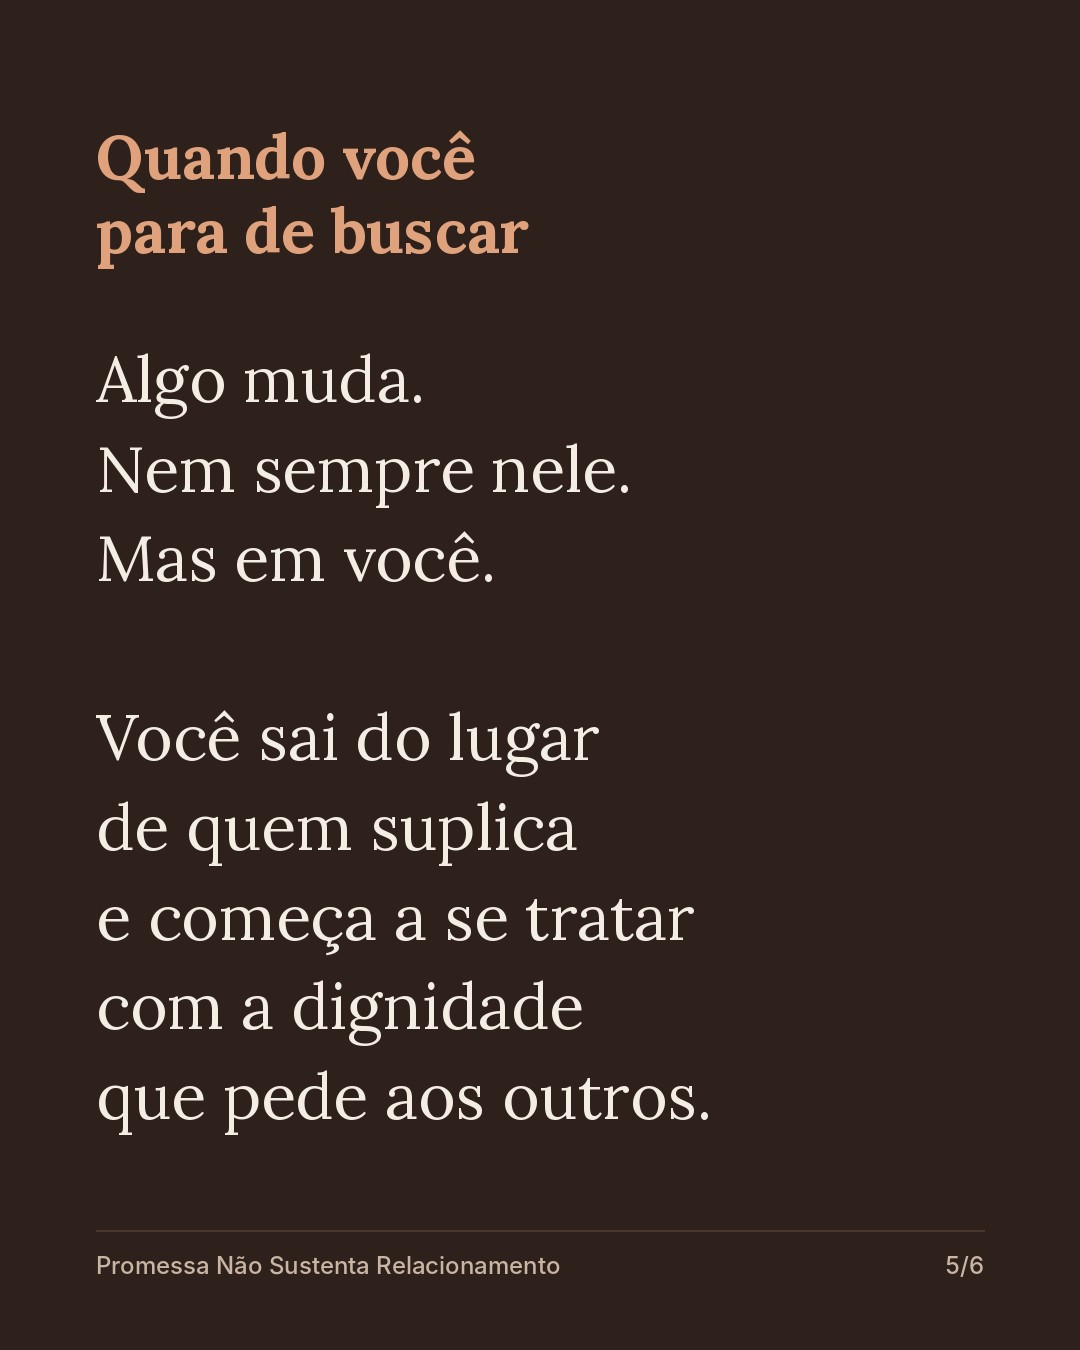 Quando você
para de buscar
Algo muda.
Nem sempre nele.
Mas em você.
Você sai do lugar
de quem suplica
e começa a se tratar
com a dignidade
que pede aos outros.
Promessa Não Sustenta Relacionamento
5/6